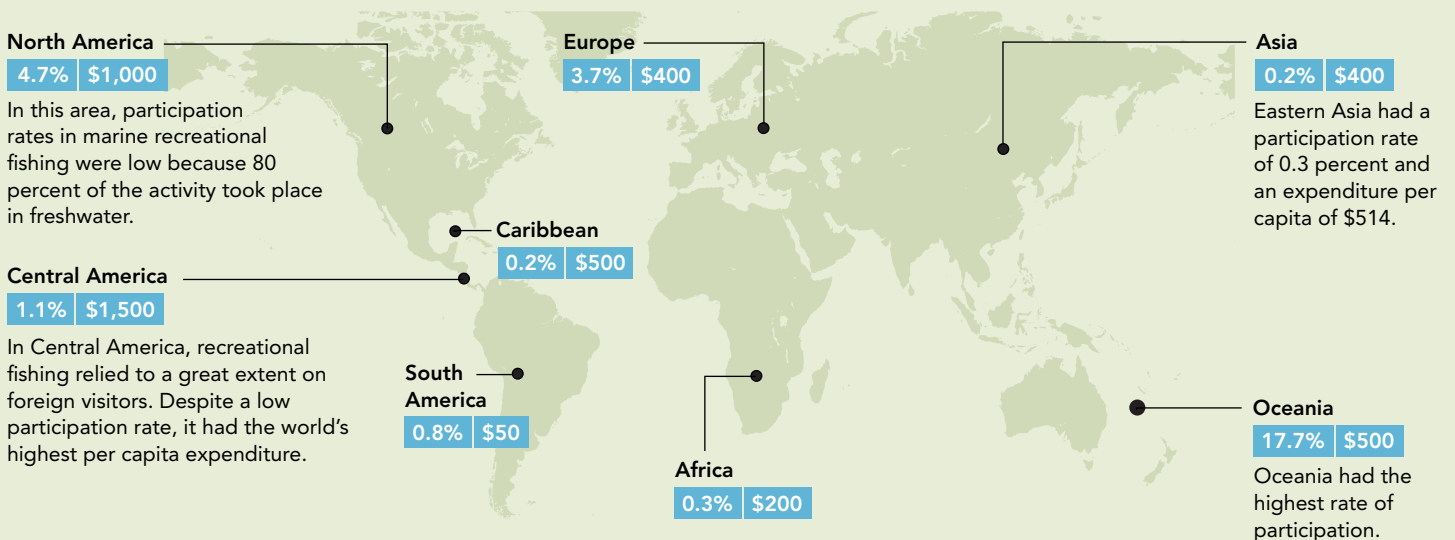 North America
4.7% $1,000
In this area, participation
rates in marine recreational
fishing were low because 80
percent of the activity took place
in freshwater.
Europe
3.7% $400
Asia
0.2% $400
Eastern Asia had a
participation rate
of 0.3 percent and
an expenditure per
capita of $514.
Caribbean
0.2% $500
Central America
1.1% $1,500
In Central America, recreational
fishing relied to a great extent on
foreign visitors. Despite a low
participation rate, it had the world's
highest per capita expenditure.
South
America
0.8% $50
Africa
0.3% $200
Oceania
17.7% $500
Oceania had the
highest rate of
participation.